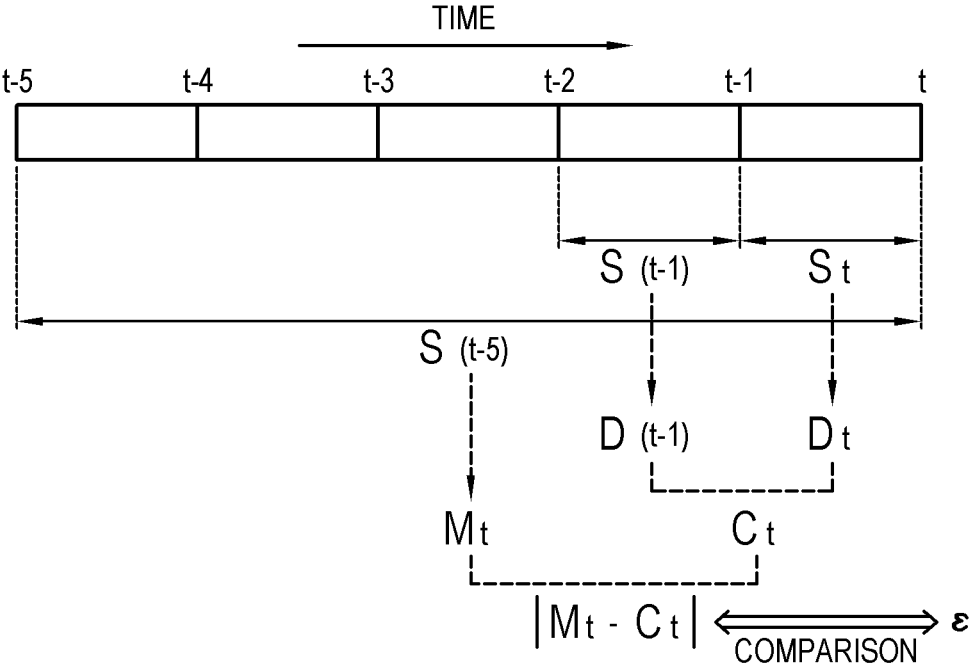 TIME
t-5 t-4 t-3 t-2 t-1 t
S (t-1) S t
S (t-5)
D (t-1) D t
M t C t
|M t - C t| ε
COMPARISON